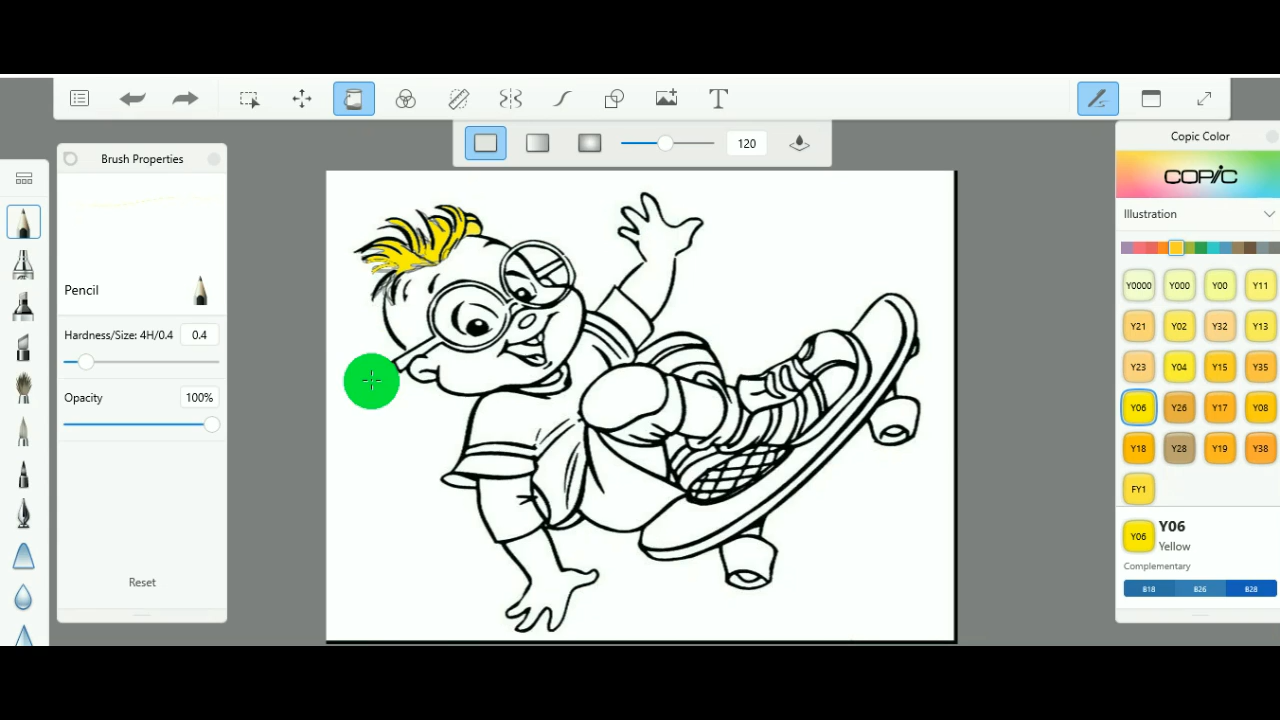 T
120
Brush Properties
Pencil
Hardness/Size: 4H/0.4
0.4
Opacity
100%
Reset
Copic Color
COPIC
Illustration
Y0000 Y000 Y00 Y11
Y21 Y02 Y32 Y13
Y23 Y04 Y15 Y35
Y06 Y26 Y17 Y08
Y18 Y28 Y19 Y38
FY1
Y06 Y06
Yellow
Complementary
B18 B26 B28